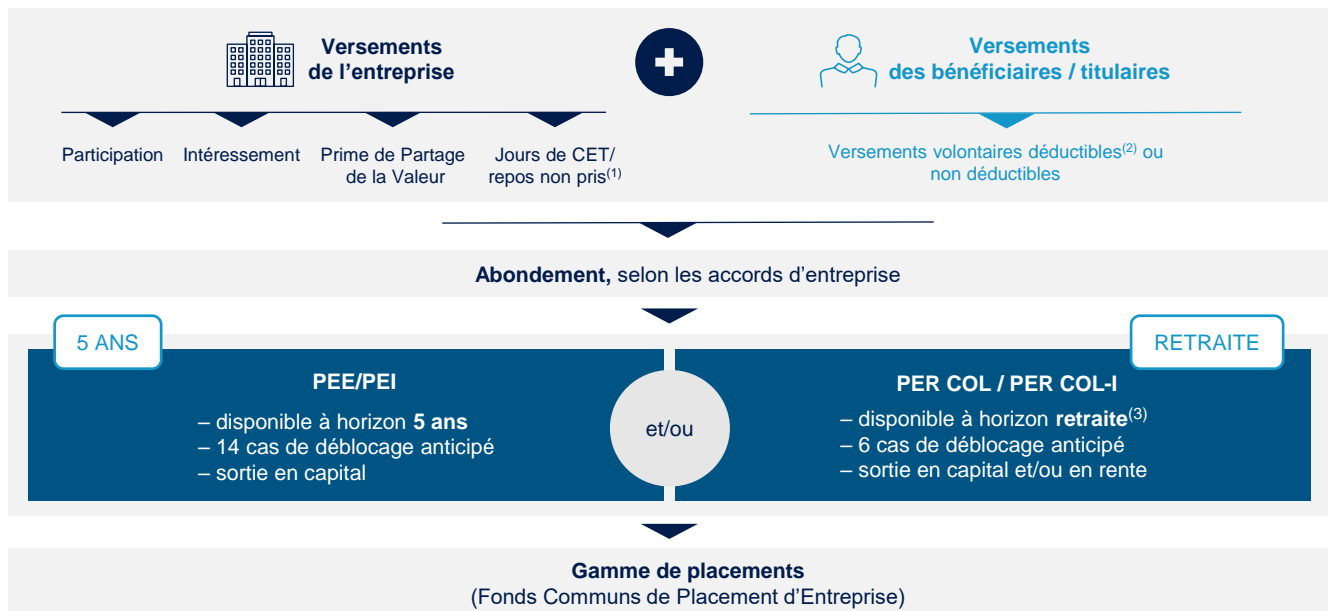 Versements
de l’entreprise
Versements
des bénéficiaires / titulaires
Participation
Intéressement
Prime de Partage
de la Valeur
Jours de CET/
repos non pris(1)
Versements volontaires déductibles(2) ou
non déductibles
Abondement, selon les accords d’entreprise
5 ANS
PEE/PEI
– disponible à horizon 5 ans
– 14 cas de déblocage anticipé
– sortie en capital
et/ou
RETRAITE
PER COL / PER COL-I
– disponible à horizon retraite(3)
– 6 cas de déblocage anticipé
– sortie en capital et/ou en rente
Gamme de placements
(Fonds Communs de Placement d’Entreprise)